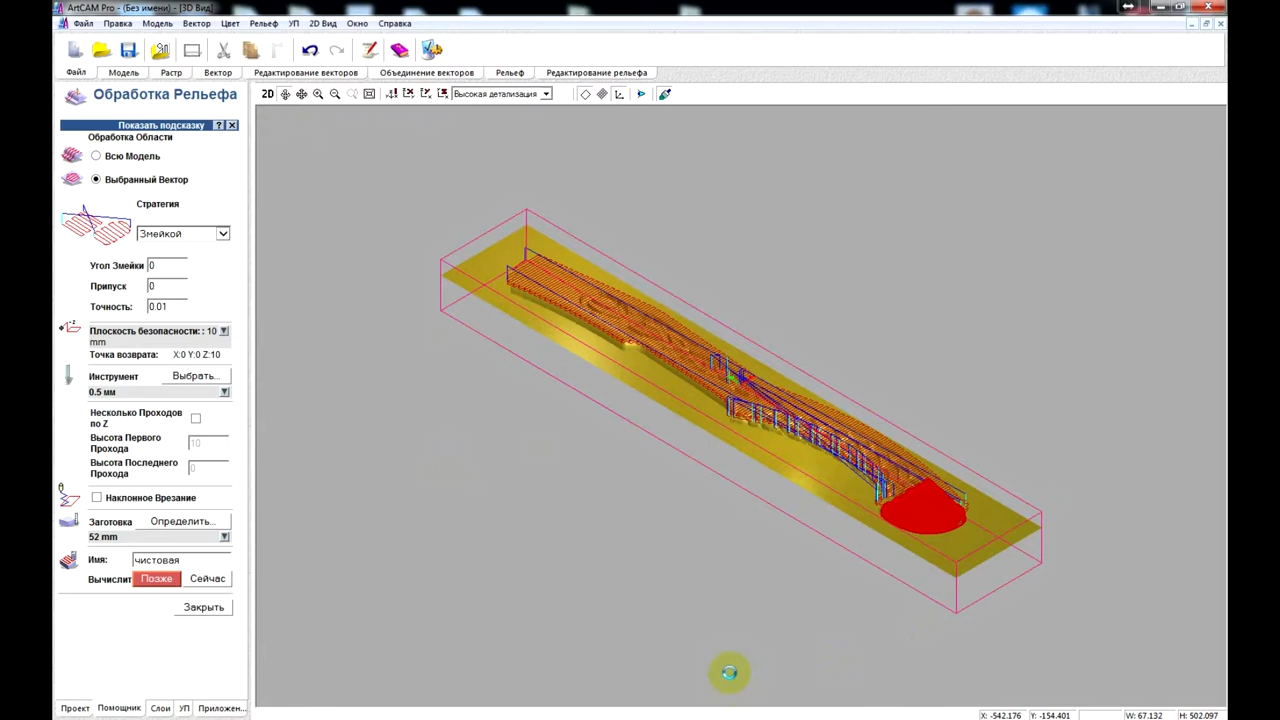 ArtCAM Pro - (Без имени) - [3D Вид]
Файл Правка Модель Вектор Цвет Рельеф УП 2D Вид Окно Справка
Файл Модель Растр Вектор Редактирование векторов Объединение векторов Рельеф Редактирование рельефа
Обработка Рельефа
2D
Высокая детализация
Показать подсказку ? X
Обработка Области
Всю Модель
Выбранный Вектор
Стратегия
Змейкой
Угол Змейки 0
Припуск 0
Точность: 0.01
Плоскость безопасности: : 10
mm
Точка возврата: X:0 Y:0 Z:10
Инструмент Выбрать...
0.5 мм
Несколько Проходов
по Z
Высота Первого
Прохода 10
Высота Последнего
Прохода 0
Наклонное Врезание
Заготовка Определить...
52 mm
Имя: чистовая
Вычислит Позже Сейчас
Закрыть
Проект Помощник Слои УП Приложен...
X: -542.176 Y: -154.401 W: 67.132 H: 502.097